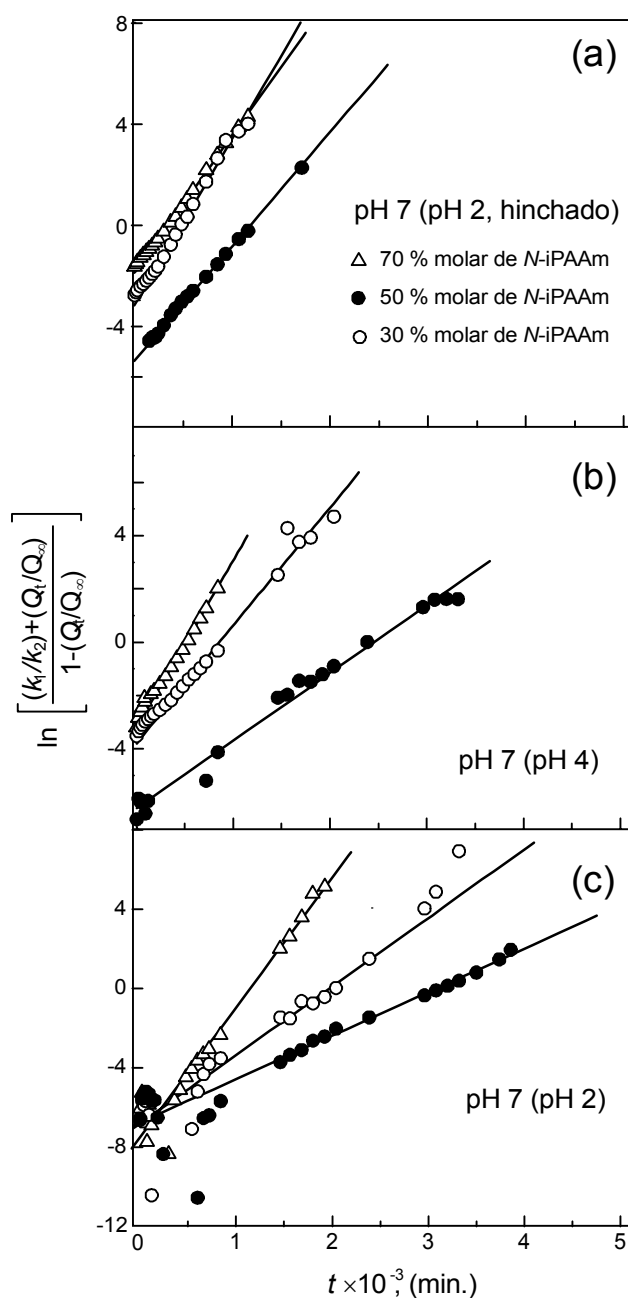 8
4
0
-4
(a)
pH 7 (pH 2, hinchado)
70 % molar de N-iPAAm
50 % molar de N-iPAAm
30 % molar de N-iPAAm
4
0
-4
(b)
pH 7 (pH 4)
ln [ (k₁/k₂)+(Qₜ/Q∞) / 1-(Qₜ/Q∞) ]
4
0
-4
-8
-12
(c)
pH 7 (pH 2)
0 1 2 3 4 5
t ×10⁻³, (min.)